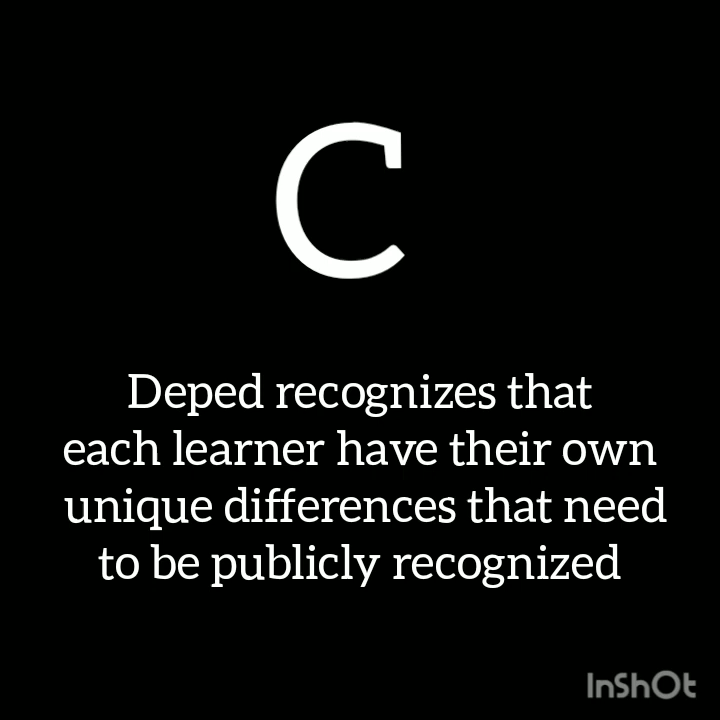 C
Deped recognizes that
each learner have their own
unique differences that need
to be publicly recognized
InShOt